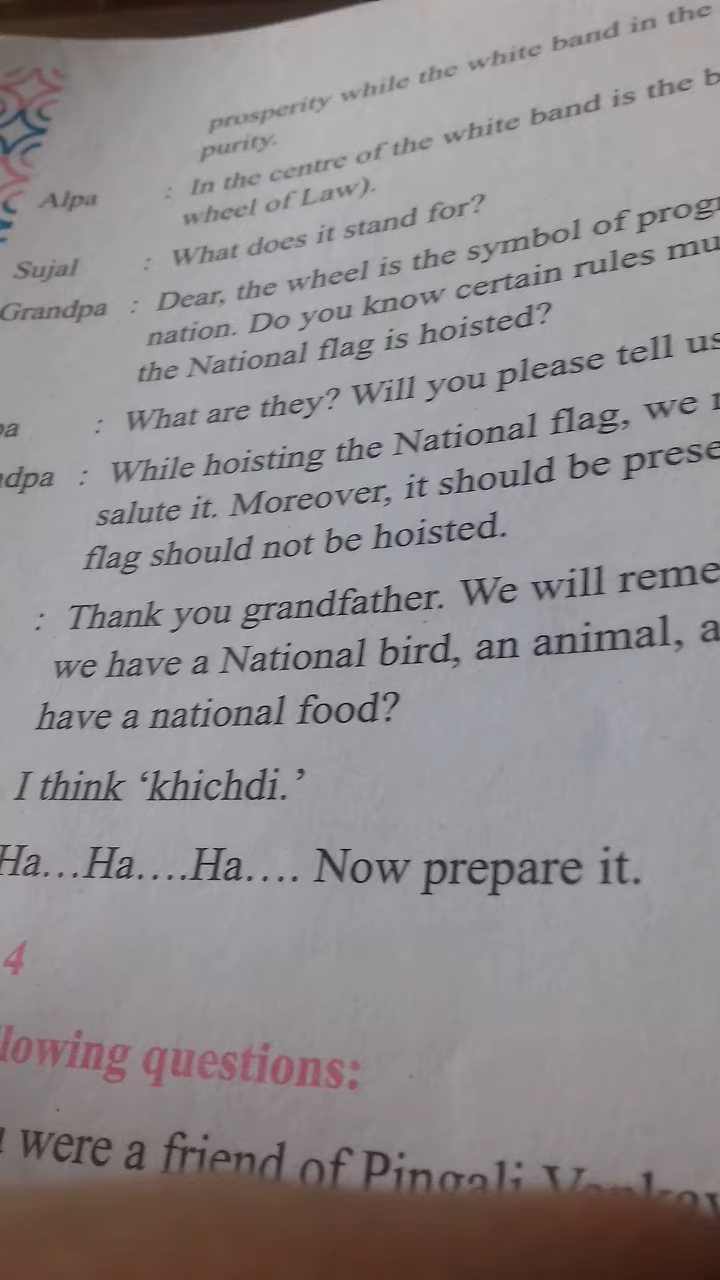 prosperity while the white band in the
purity.
Alpa : In the centre of the white band is the
wheel of Law).
Sujal : What does it stand for?
Grandpa : Dear, the wheel is the symbol of
nation. Do you know certain rules
the National flag is hoisted?
: What are they? Will you please tell us
: While hoisting the National flag, we
salute it. Moreover, it should be
flag should not be hoisted.
: Thank you grandfather. We will
we have a National bird, an animal, a
have a national food?
I think ‘khichdi.’
Ha...Ha....Ha.... Now prepare it.
4
questions:
were a friend of Pingali